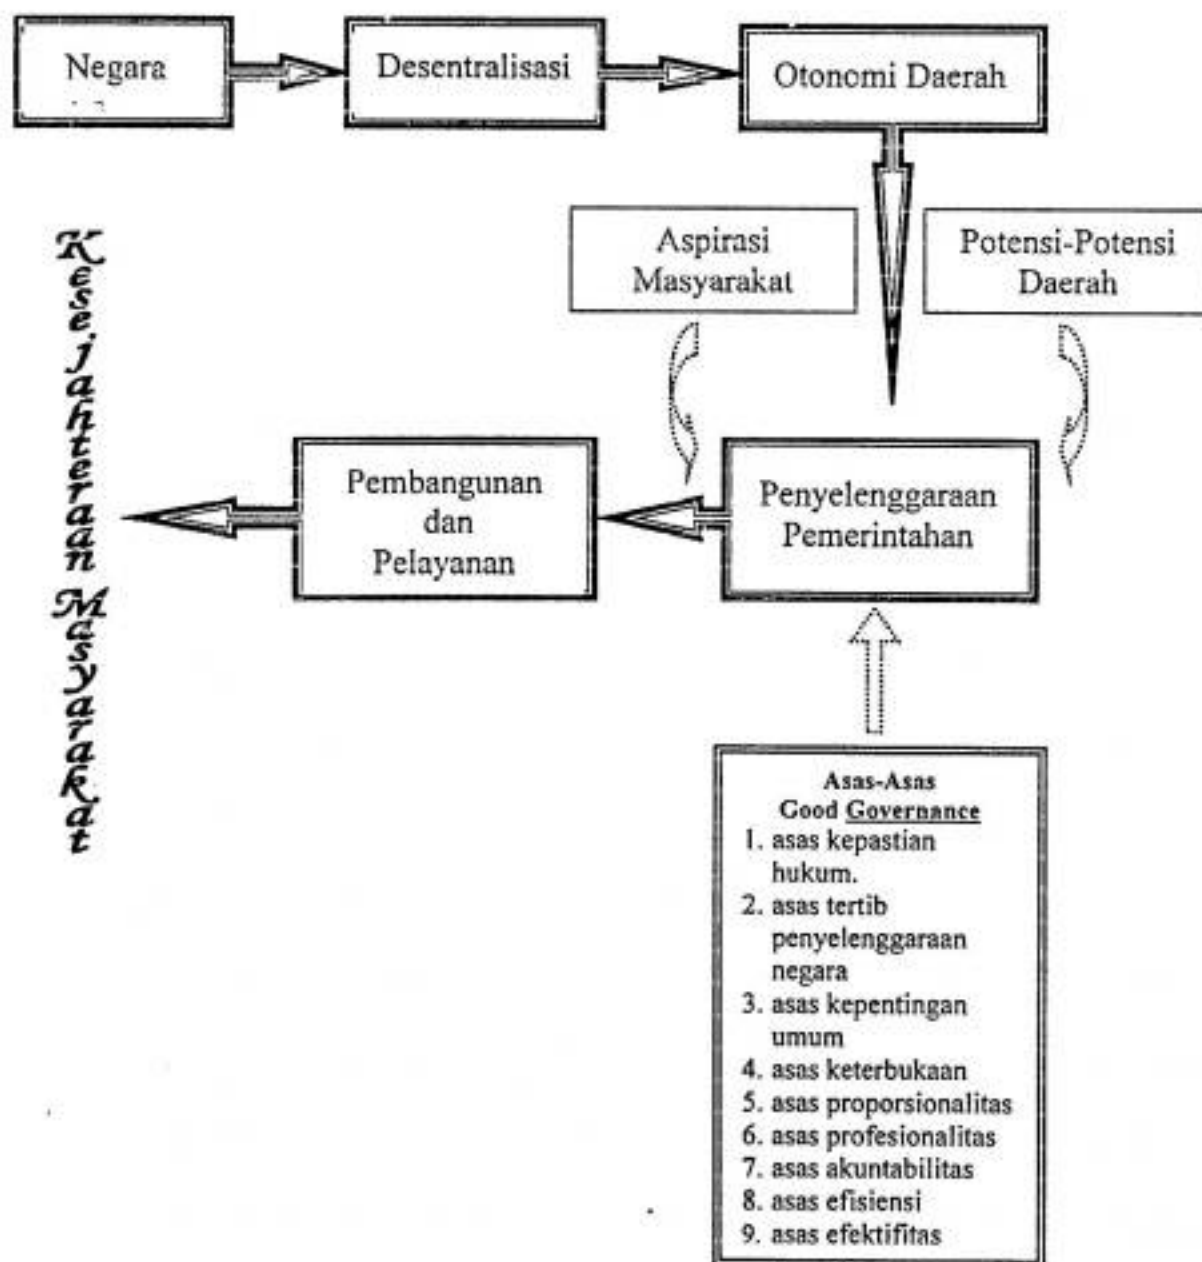 Negara
Desentralisasi
Otonomi Daerah
Aspirasi
Masyarakat
Potensi-Potensi
Daerah
Kesejahteraan Masyarakat
Pembangunan
dan
Pelayanan
Penyelenggaraan
Pemerintahan
Asas-Asas
Good Governance
1. asas kepastian
hukum.
2. asas tertib
penyelenggaraan
negara
3. asas kepentingan
umum
4. asas keterbukaan
5. asas proporsionalitas
6. asas profesionalitas
7. asas akuntabilitas
8. asas efisiensi
9. asas efektifitas